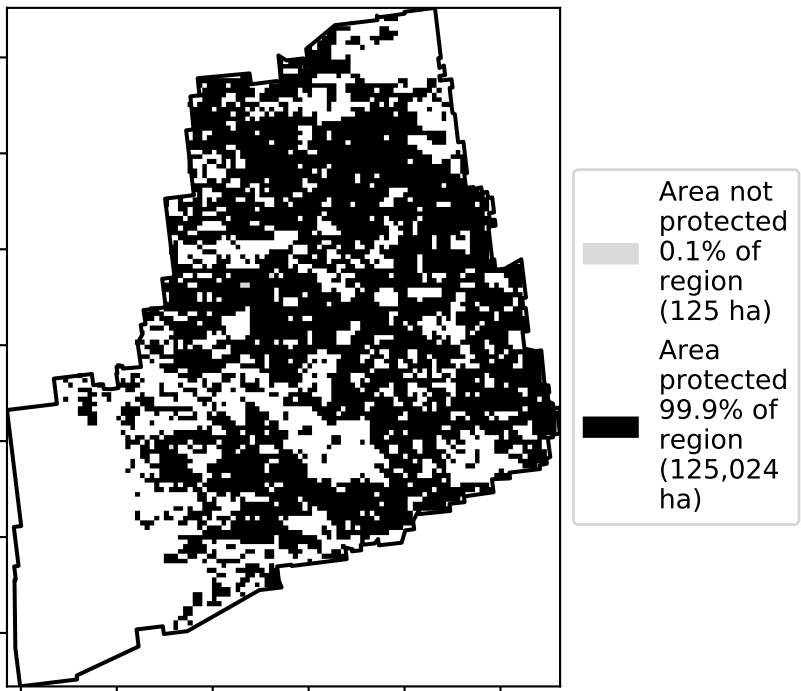 Area not
protected
0.1% of
region
(125 ha)
Area
protected
99.9% of
region
(125,024
ha)